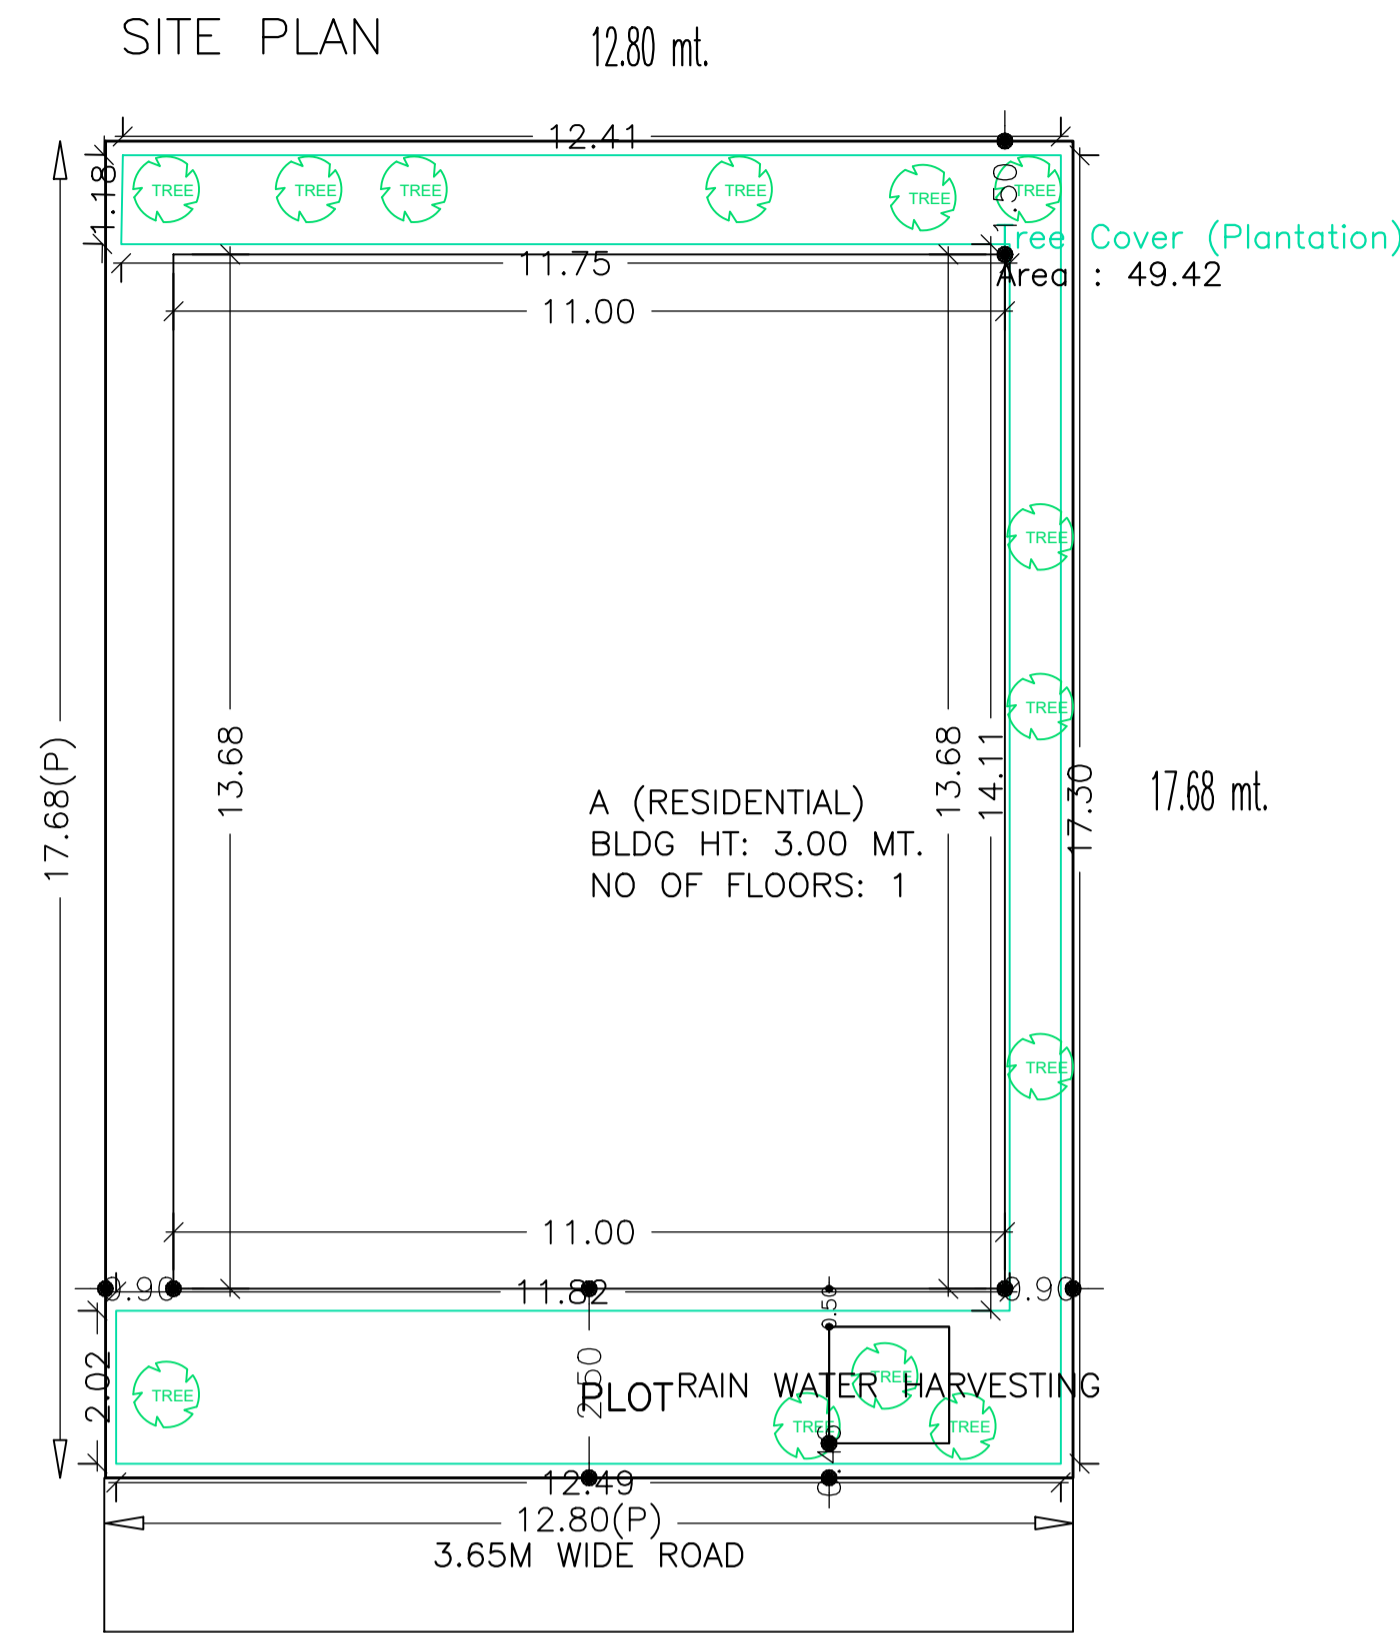 SITE PLAN
12.80 mt.
12.41
1.18
TREE
TREE
TREE
TREE
TREE
TREE
1.50
Tree Cover (Plantation)
Area : 49.42
11.75
11.00
TREE
TREE
17.68(P)
13.68
13.68
14.11
17.30
17.68 mt.
A (RESIDENTIAL)
BLDG HT: 3.00 MT.
NO OF FLOORS: 1
TREE
11.00
0.90
11.82
0.90
0.50
2.02
TREE
2.50
PLOT
RAIN WATER HARVESTING
TREE
TREE
TREE
12.49
12.80(P)
3.65M WIDE ROAD